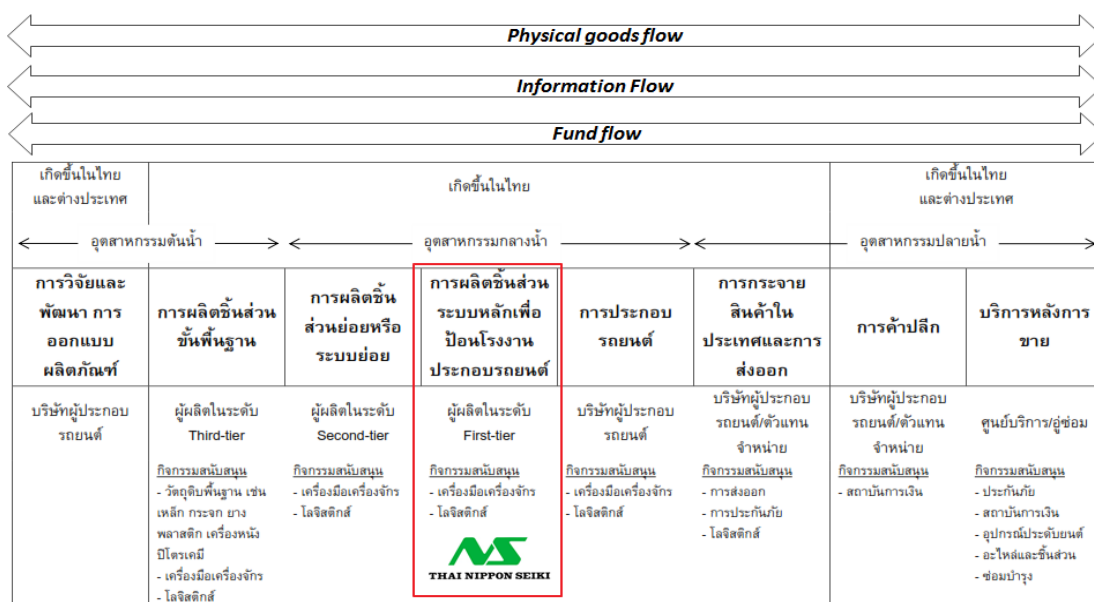 Physical goods flow
Information Flow
Fund flow
เกิดขึ้นในไทย
และต่างประเทศ
เกิดขึ้นในไทย
เกิดขึ้นในไทย
และต่างประเทศ
อุตสาหกรรมต้นน้ำ
อุตสาหกรรมกลางน้ำ
อุตสาหกรรมปลายน้ำ
การวิจัยและ
พัฒนา การ
ออกแบบ
ผลิตภัณฑ์
การผลิตชิ้นส่วน
ขั้นพื้นฐาน
การผลิตชิ้น
ส่วนย่อยหรือ
ระบบย่อย
การผลิตชิ้นส่วน
ระบบหลักเพื่อ
ป้อนโรงงาน
ประกอบรถยนต์
การประกอบ
รถยนต์
การกระจาย
สินค้าใน
ประเทศและการ
ส่งออก
การค้าปลีก
บริการหลังการ
ขาย
บริษัทผู้ประกอบ
รถยนต์
ผู้ผลิตในระดับ
Third-tier
กิจกรรมสนับสนุน
- วัตถุดิบพื้นฐาน เช่น
เหล็ก กระจก ยาง
พลาสติก เครื่องหนัง
ปิโตรเคมี
- เครื่องมือเครื่องจักร
- โลจิสติกส์
ผู้ผลิตในระดับ
Second-tier
กิจกรรมสนับสนุน
- เครื่องมือเครื่องจักร
- โลจิสติกส์
ผู้ผลิตในระดับ
First-tier
กิจกรรมสนับสนุน
- เครื่องมือเครื่องจักร
- โลจิสติกส์
NS
THAI NIPPON SEIKI
บริษัทผู้ประกอบ
รถยนต์
กิจกรรมสนับสนุน
- เครื่องมือเครื่องจักร
- โลจิสติกส์
บริษัทผู้ประกอบ
รถยนต์/ตัวแทน
จำหน่าย
กิจกรรมสนับสนุน
- การส่งออก
- การประกันภัย
- โลจิสติกส์
บริษัทผู้ประกอบ
รถยนต์/ตัวแทน
จำหน่าย
กิจกรรมสนับสนุน
- สถาบันการเงิน
ศูนย์บริการ/อู่ซ่อม
กิจกรรมสนับสนุน
- ประกันภัย
- สถาบันการเงิน
- อุปกรณ์ประดับยนต์
- อะไหล่และชิ้นส่วน
- ซ่อมบำรุง